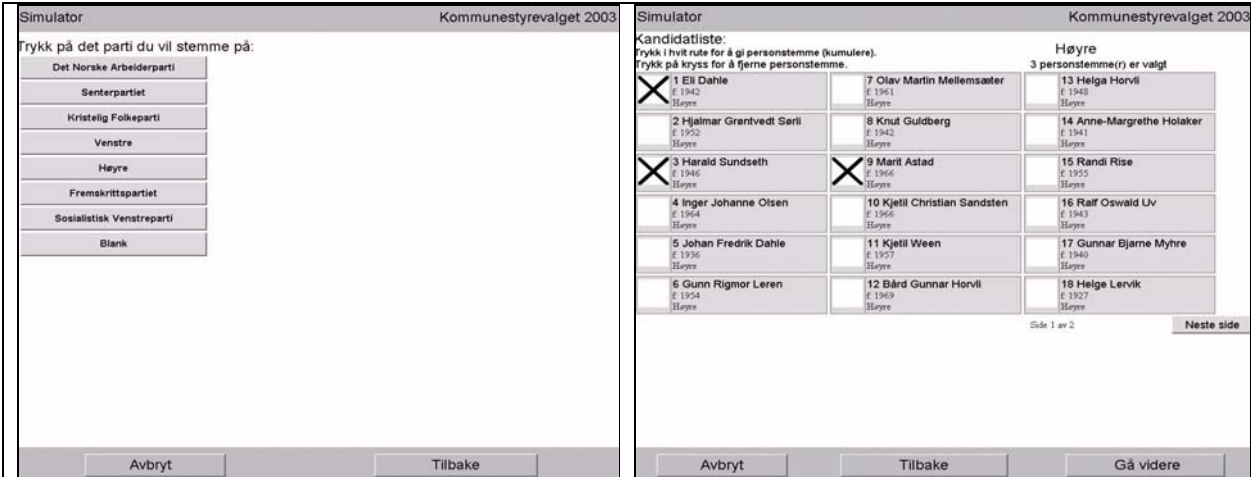 Simulator
Kommunestyrevalget 2003
Trykk på det parti du vil stemme på:
Det Norske Arbeiderparti
Senterpartiet
Kristelig Folkeparti
Venstre
Høyre
Fremskrittspartiet
Sosialistisk Venstreparti
Blank
Avbryt
Tilbake
Simulator
Kommunestyrevalget 2003
Kandidatliste:
Trykk i hvit rute for å gi personstemme (kumulere).
Trykk på kryss for å fjerne personstemme.
Høyre
3 personstemme(r) er valgt
1 Eli Dahle
f. 1942
Høyre
2 Hjalmar Grøntvedt Sørli
f. 1952
Høyre
3 Harald Sundseth
f. 1946
Høyre
4 Inger Johanne Olsen
f. 1964
Høyre
5 Johan Fredrik Dahle
f. 1936
Høyre
6 Gunn Rigmor Leren
f. 1954
Høyre
7 Olav Martin Mellemsæter
f. 1961
Høyre
8 Knut Guldberg
f. 1942
Høyre
9 Marit Astad
f. 1966
Høyre
10 Kjetil Christian Sandsten
f. 1966
Høyre
11 Kjetil Ween
f. 1957
Høyre
12 Bård Gunnar Horvli
f. 1969
Høyre
13 Helga Horvli
f. 1948
Høyre
14 Anne-Margrethe Holaker
f. 1941
Høyre
15 Randi Rise
f. 1955
Høyre
16 Ralf Oswald Uv
f. 1943
Høyre
17 Gunnar Bjarne Myhre
f. 1940
Høyre
18 Helge Lervik
f. 1927
Høyre
Side 1 av 2
Neste side
Avbryt
Tilbake
Gå videre